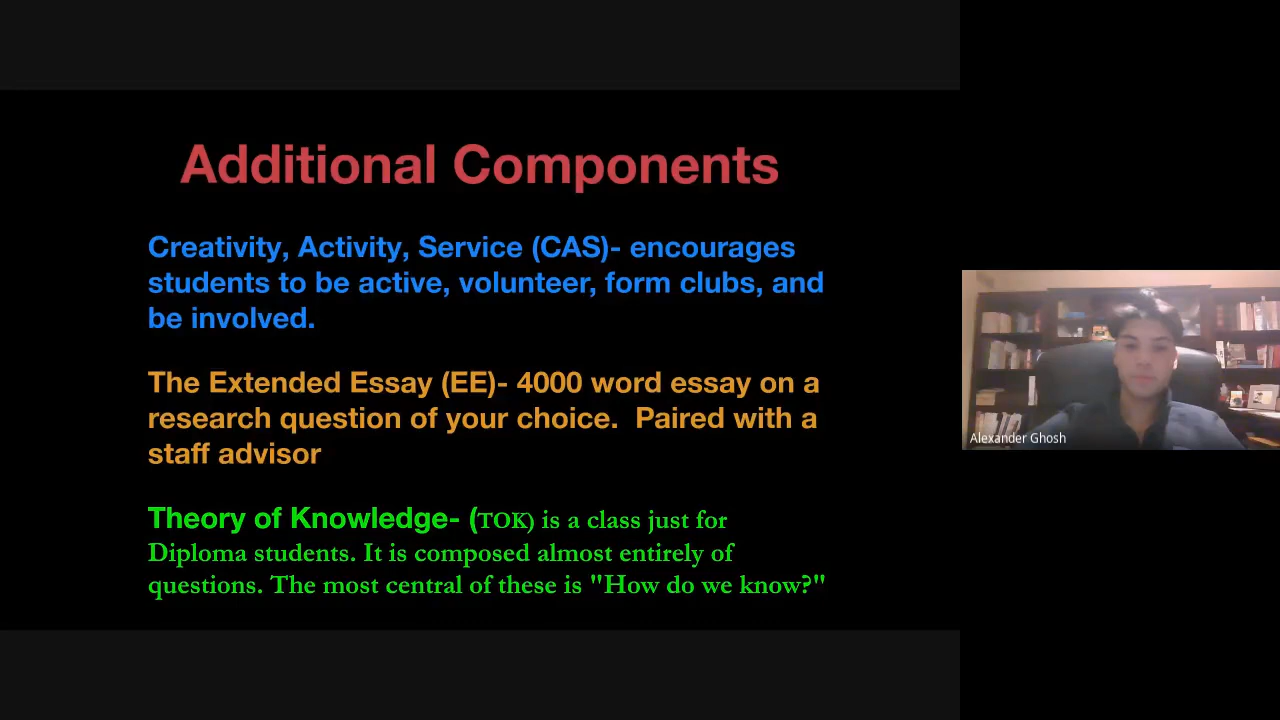 Additional Components
Creativity, Activity, Service (CAS)- encourages
students to be active, volunteer, form clubs, and
be involved.
The Extended Essay (EE)- 4000 word essay on a
research question of your choice.  Paired with a
staff advisor
Theory of Knowledge- (TOK) is a class just for
Diploma students. It is composed almost entirely of
questions. The most central of these is "How do we know?"
Alexander Ghosh